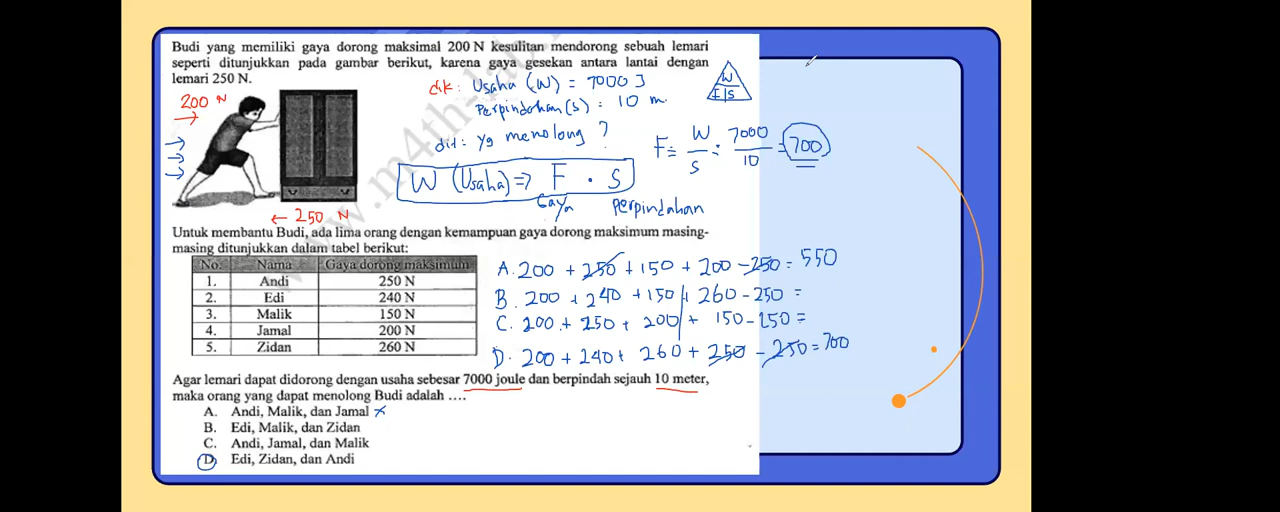 Budi yang memiliki gaya dorong maksimal 200 N kesulitan mendorong sebuah lemari
seperti ditunjukkan pada gambar berikut, karena gaya gesekan antara lantai dengan
lemari 250 N.
dik : Usaha (W) = 7000 J
Perpindahan (s) : 10 m.
dit : yg menolong ?
W
F | S
200 N
F = W/s = 7000/10 = 700
W (Usaha) => F . S
Gaya Perpindahan
← 250 N
Untuk membantu Budi, ada lima orang dengan kemampuan gaya dorong maksimum masing-
masing ditunjukkan dalam tabel berikut:
No. Nama Gaya dorong maksimum
1. Andi 250 N
2. Edi 240 N
3. Malik 150 N
4. Jamal 200 N
5. Zidan 260 N
A. 200 + 250 + 150 + 200 - 250 = 550
B. 200 + 240 + 150 + 260 - 250 =
C. 200 + 250 + 200 + 150 - 250 =
D. 200 + 240 + 260 + 250 - 250 = 700
Agar lemari dapat didorong dengan usaha sebesar 7000 joule dan berpindah sejauh 10 meter,
maka orang yang dapat menolong Budi adalah ....
A. Andi, Malik, dan Jamal x
B. Edi, Malik, dan Zidan
C. Andi, Jamal, dan Malik
D. Edi, Zidan, dan Andi